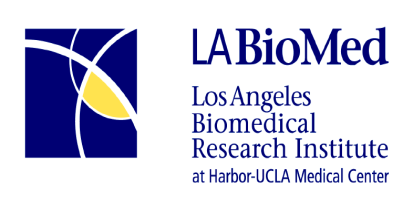 LA BioMed
Los Angeles
Biomedical
Research Institute
at Harbor-UCLA Medical Center